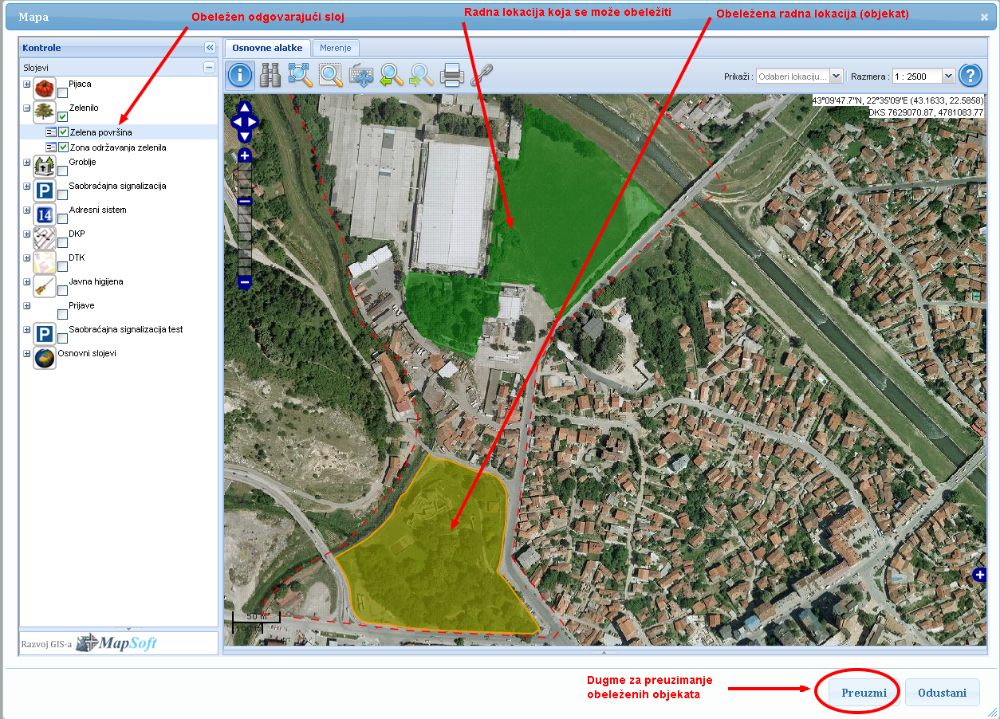 Mapa
Obeležen odgovarajući sloj
Radna lokacija koja se može obeležiti
Obeležena radna lokacija (objekat)
Kontrole
Slojevi
Pijaca
Zelenilo
Zelena površina
Zona održavanja zelenila
Groblje
P
Saobraćajna signalizacija
14
Adresni sistem
DKP
DTK
Javna higijena
Prijave
P
Saobraćajna signalizacija test
Osnovni slojevi
Razvoj GIS-a MapSoft
Osnovne alatke
Merenje
Prikaži :
Odaberi lokaciju...
Razmera :
1 : 2500
43°09'47.7"N, 22°35'09"E (43.1633, 22.5858)
DKS 7629070.87, 4781083.77
50 m
100 m
Dugme za preuzimanje
obeleženih objekata
Preuzmi
Odustani